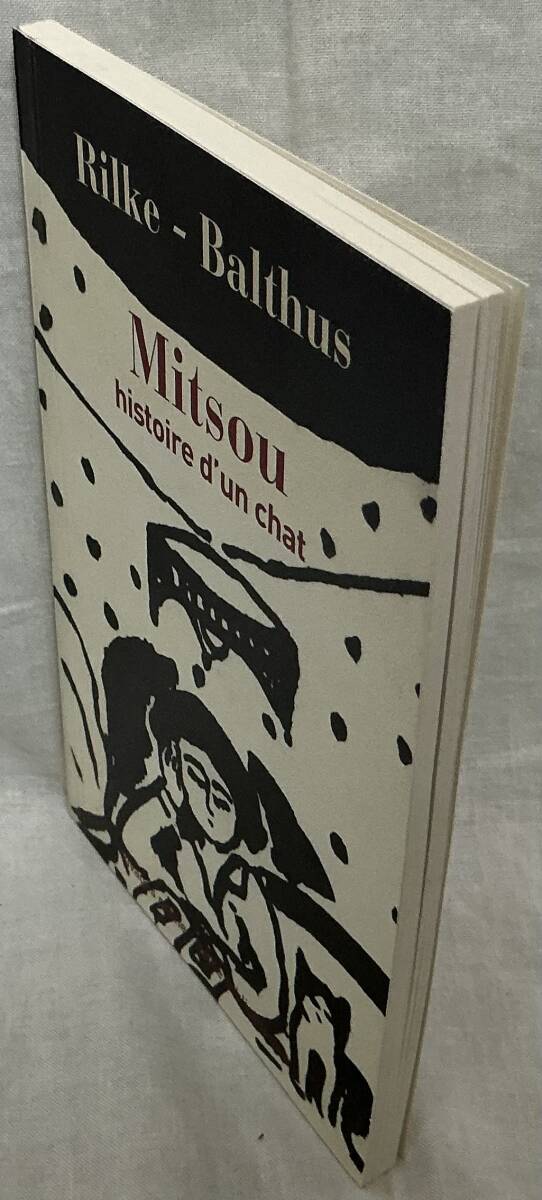 Rilke - Balthus
Mitsou
histoire d'un chat